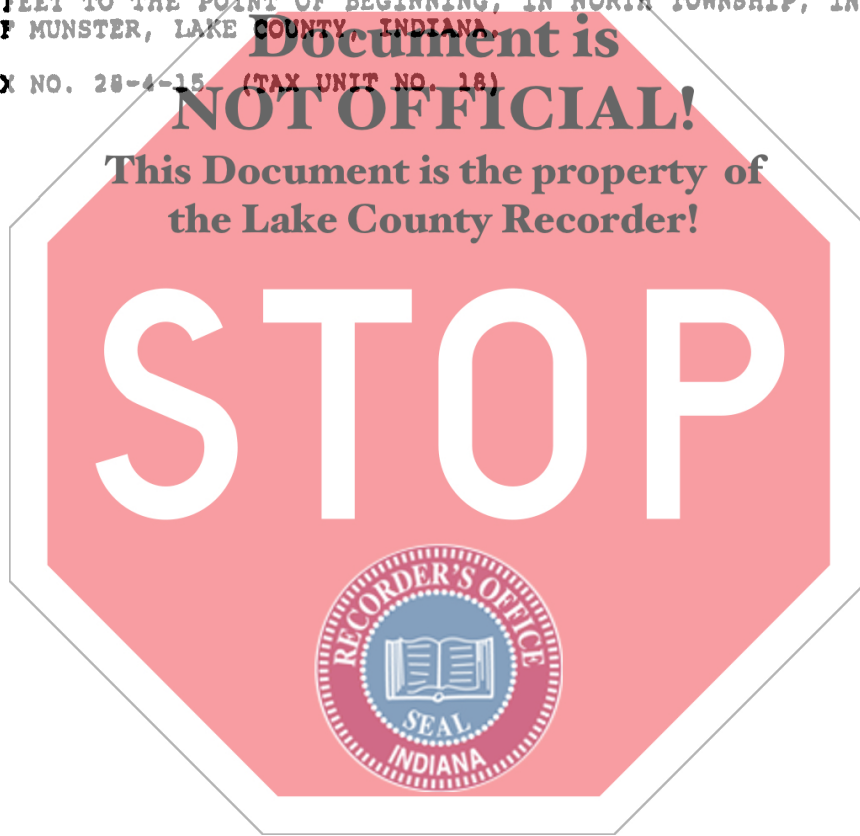 FEET TO THE POINT OF BEGINNING, IN NORTH TOWNSHIP, IN
MUNSTER, LAKE COUNTY, INDIANA.
NO. 28-4-15 (TAX UNIT NO. 18)
Document is
NOT OFFICIAL!
This Document is the property of
the Lake County Recorder!
STOP
RECORDER'S OFFICE
SEAL
INDIANA